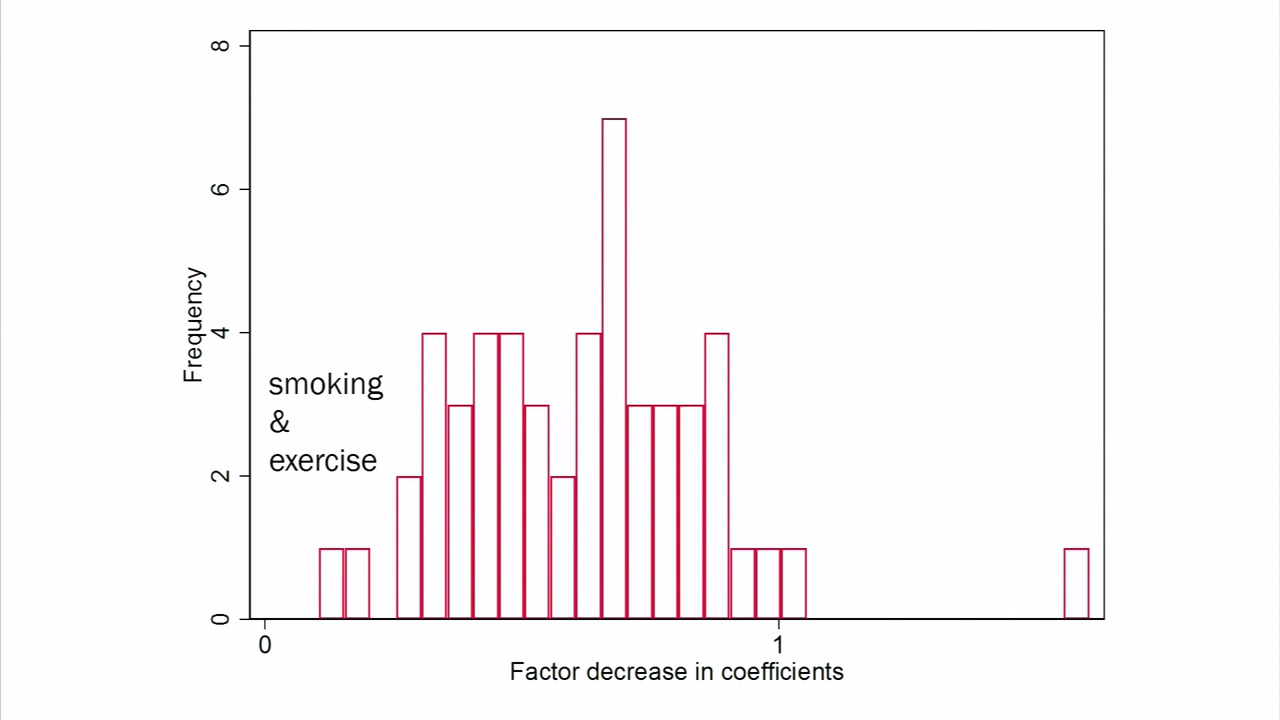 8
6
4
2
0
Frequency
smoking
&
exercise
0 1
Factor decrease in coefficients